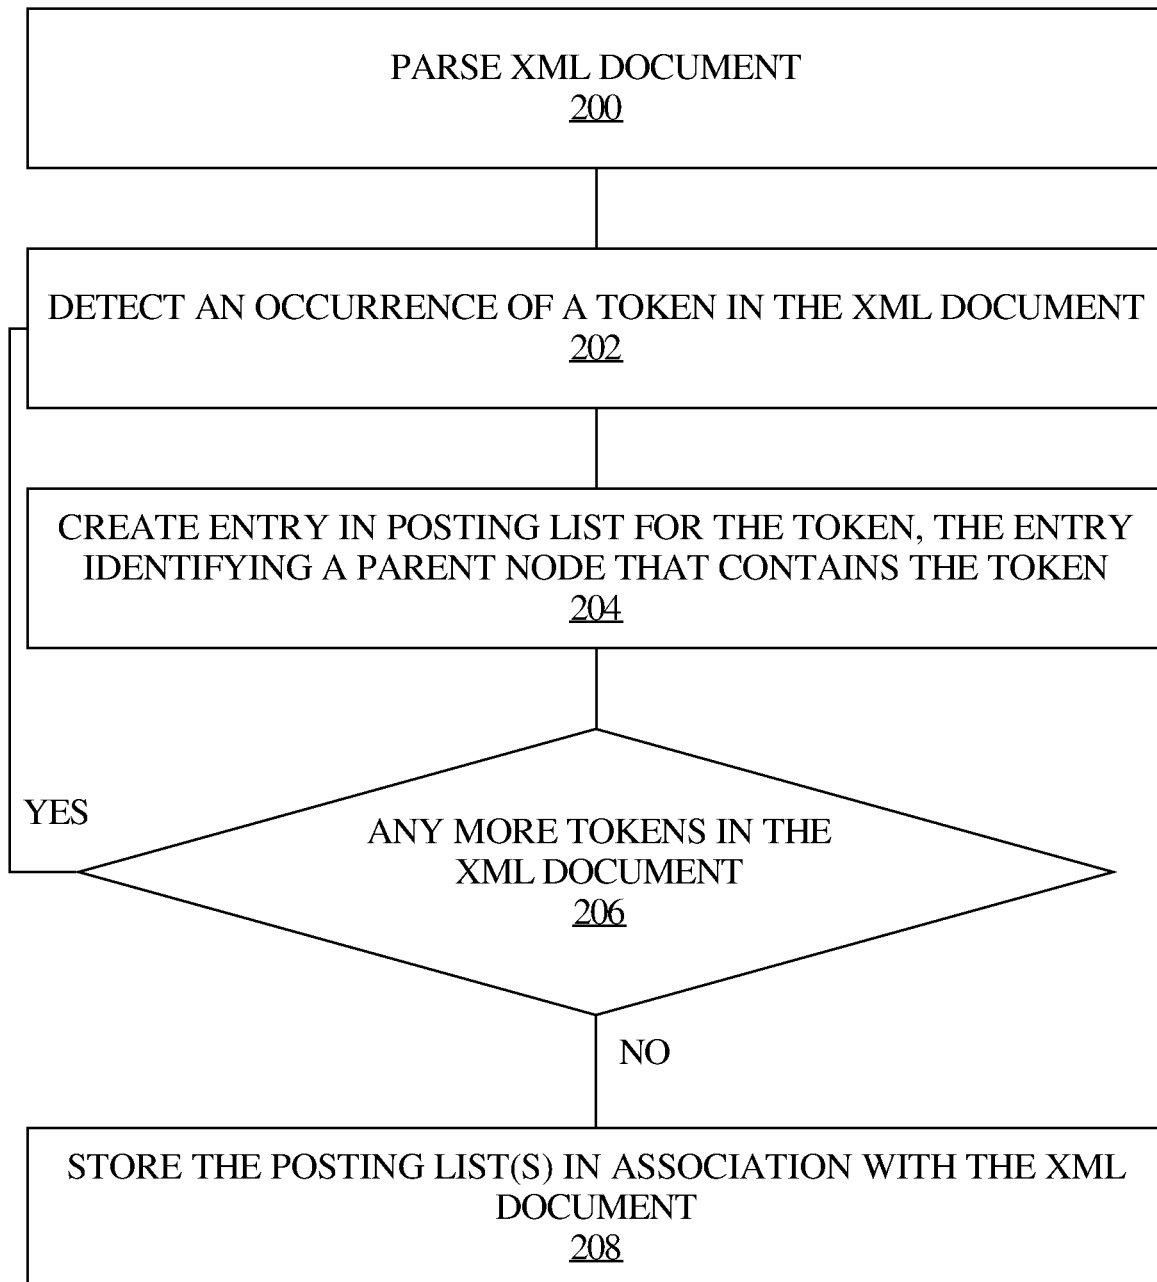 PARSE XML DOCUMENT
200
DETECT AN OCCURRENCE OF A TOKEN IN THE XML DOCUMENT
202
CREATE ENTRY IN POSTING LIST FOR THE TOKEN, THE ENTRY
IDENTIFYING A PARENT NODE THAT CONTAINS THE TOKEN
204
YES
ANY MORE TOKENS IN THE
XML DOCUMENT
206
NO
STORE THE POSTING LIST(S) IN ASSOCIATION WITH THE XML
DOCUMENT
208